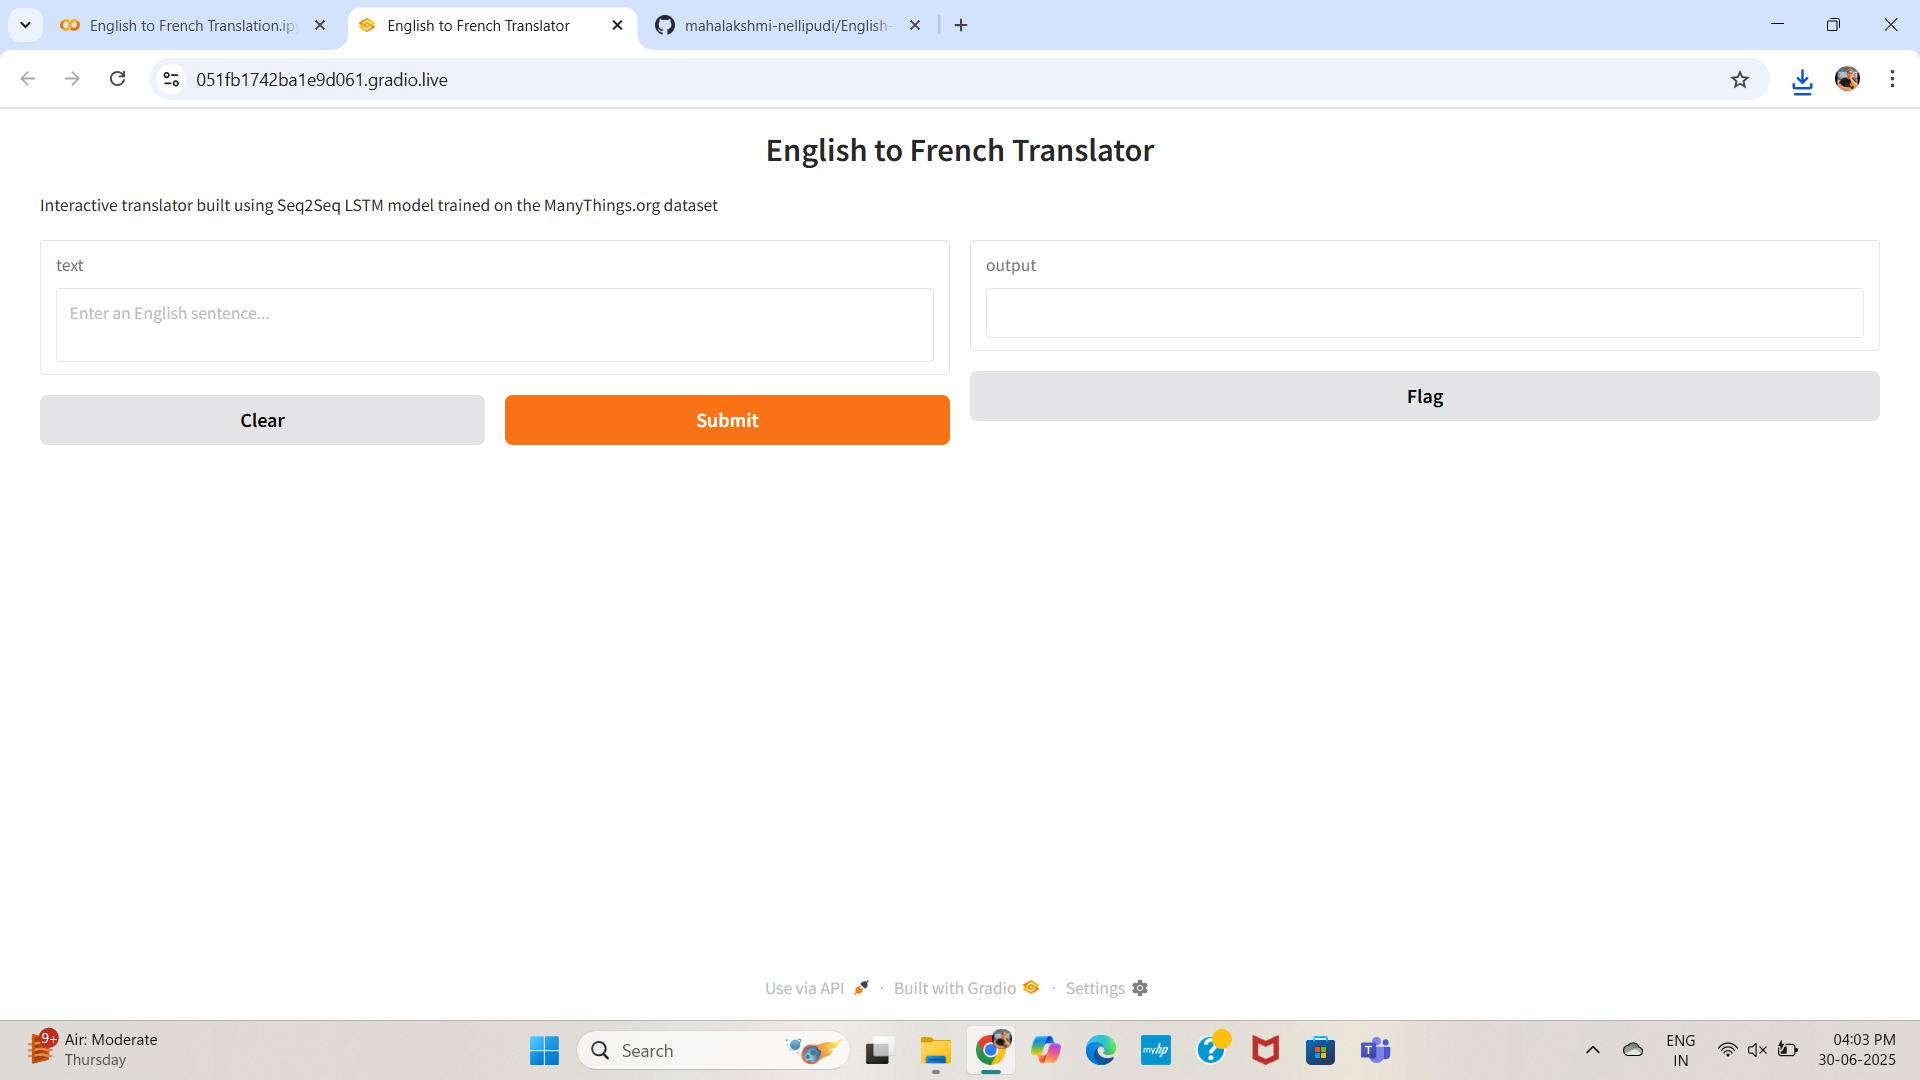 English to French Translation.ip
English to French Translator
mahalakshmi-nellipudi/English-
051fb1742ba1e9d061.gradio.live
English to French Translator
Interactive translator built using Seq2Seq LSTM model trained on the ManyThings.org dataset
text
output
Enter an English sentence...
Clear
Submit
Flag
Use via API
·
Built with Gradio
·
Settings
9+
Air: Moderate
Thursday
Search
myhp
ENG
IN
04:03 PM
30-06-2025